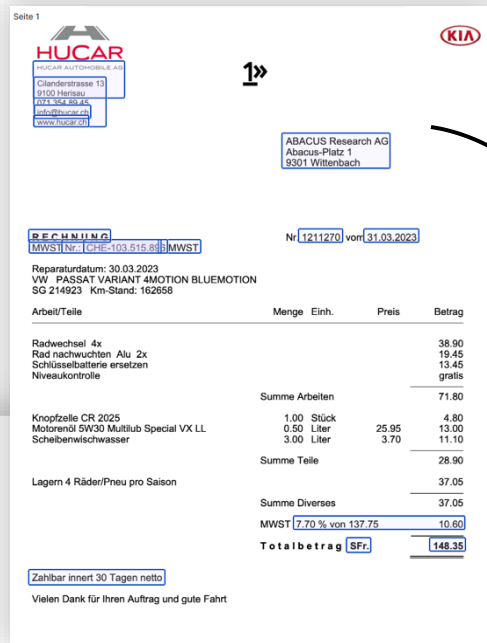 Seite 1
HUCAR
HUCAR AUTOMOBILE AG
KIA
Cilanderstrasse 13
9100 Herisau
071 354 89 45
info@hucar.ch
www.hucar.ch
1»
ABACUS Research AG
Abacus-Platz 1
9301 Wittenbach
RECHNUNG Nr. 1211270 vom 31.03.2023
MWST Nr.: CHE-103.515.896 MWST
Reparaturdatum: 30.03.2023
VW PASSAT VARIANT 4MOTION BLUEMOTION
SG 214923 Km-Stand: 162658
Arbeit/Teile Menge Einh. Preis Betrag
Radwechsel 4x 38.90
Rad nachwuchten Alu 2x 19.45
Schlüsselbatterie ersetzen 13.45
Niveaukontrolle gratis
Summe Arbeiten 71.80
Knopfzelle CR 2025 1.00 Stück 4.80
Motorenöl 5W30 Multilub Special VX LL 0.50 Liter 25.95 13.00
Scheibenwischwasser 3.00 Liter 3.70 11.10
Summe Teile 28.90
Lagern 4 Räder/Pneu pro Saison 37.05
Summe Diverses 37.05
MWST 7.70 % von 137.75 10.60
Totalbetrag SFr. 148.35
Zahlbar innert 30 Tagen netto
Vielen Dank für Ihren Auftrag und gute Fahrt